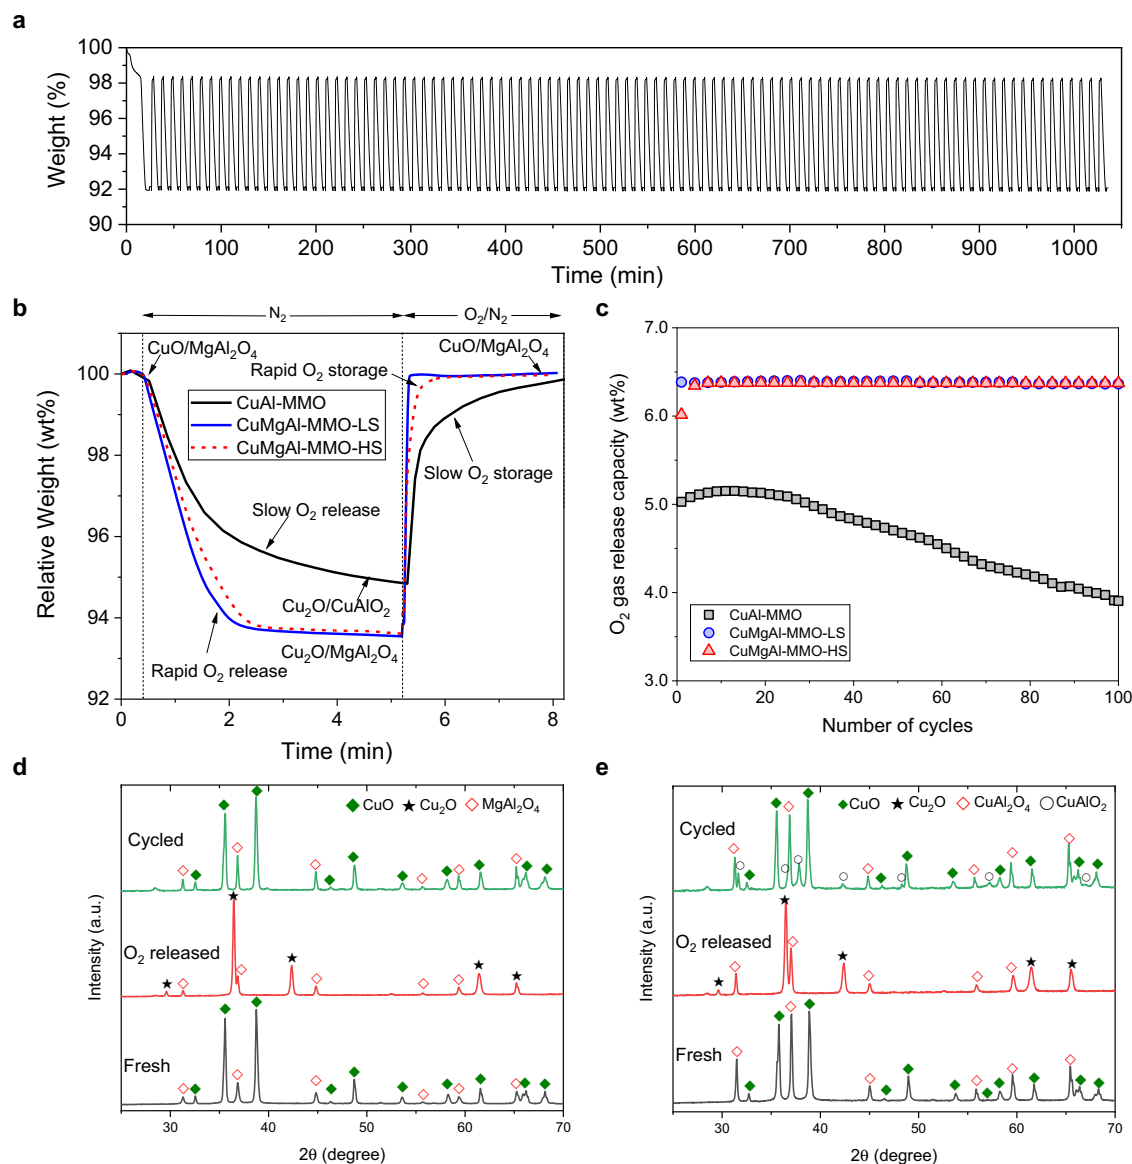 a
100
98
96
94
92
90
Weight (%)
0 100 200 300 400 500 600 700 800 900 1000
Time (min)
b
N₂
O₂/N₂
CuO/MgAl₂O₄
CuO/MgAl₂O₄
Rapid O₂ storage
CuAl-MMO
CuMgAl-MMO-LS
CuMgAl-MMO-HS
Slow O₂ storage
Slow O₂ release
Cu₂O/CuAlO₂
Cu₂O/MgAl₂O₄
Rapid O₂ release
100
98
96
94
92
Relative Weight (wt%)
0 2 4 6 8
Time (min)
c
7.0
6.0
5.0
4.0
3.0
O₂ gas release capacity (wt%)
CuAl-MMO
CuMgAl-MMO-LS
CuMgAl-MMO-HS
0 20 40 60 80 100
Number of cycles
d
CuO Cu₂O MgAl₂O₄
Cycled
O₂ released
Fresh
Intensity (a.u.)
30 40 50 60 70
2θ (degree)
e
CuO Cu₂O CuAl₂O₄ CuAlO₂
Cycled
O₂ released
Fresh
Intensity (a.u.)
30 40 50 60 70
2θ (degree)